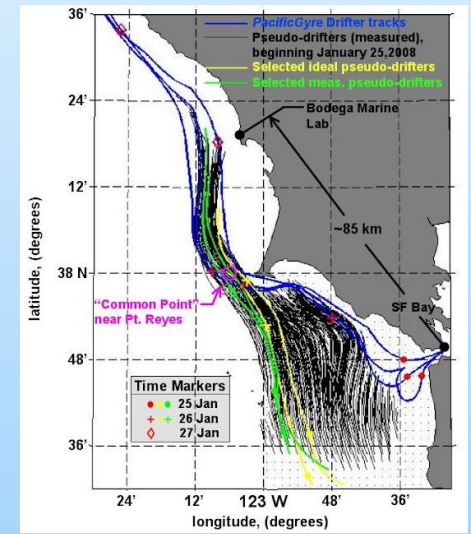 36'
24'
12'
38 N
48'
36'
latitude, (degrees)
PacificGyre Drifter tracks
Pseudo-drifters (measured),
beginning January 25,2008
Selected ideal pseudo-drifters
Selected meas. pseudo-drifters
Bodega Marine
Lab
~85 km
SF Bay
"Common Point"
near Pt. Reyes
Time Markers
25 Jan
26 Jan
27 Jan
24'
12'
123 W
48'
36'
longitude, (degrees)